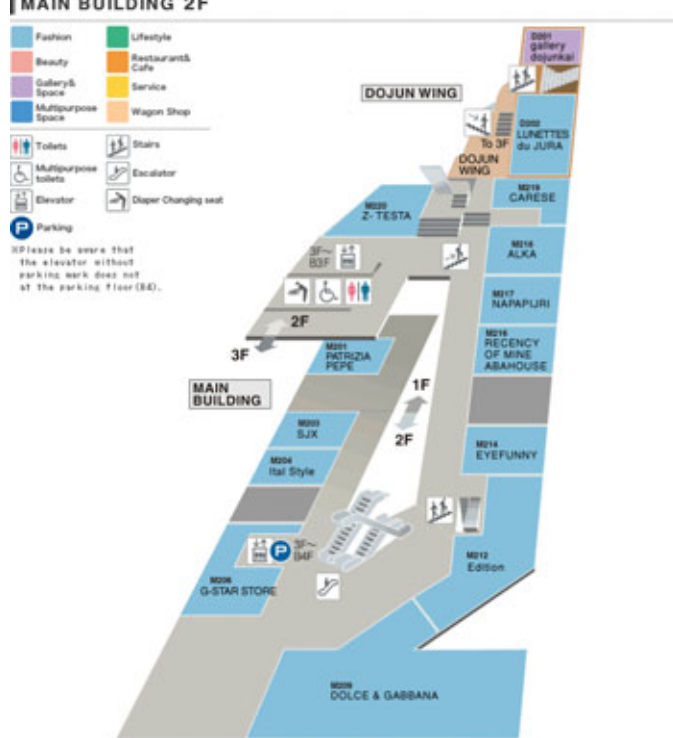 MAIN BUILDING 2F
Fashion
Lifestyle
Beauty
Restaurant&
Cafe
Gallery&
Space
Service
Multipurpose
Space
Wagon Shop
Toilets
Stairs
Multipurpose
toilets
Escalator
Elevator
Diaper Changing seat
P
Parking
※Please be aware that
the elevator without
parking mark does not
at the parking floor(B4).
DOJUN WING
D201
gallery
dojunkai
To 3F
DOJUN
WING
D202
LUNETTES
du JURA
M220
Z- TESTA
M219
CARESE
M218
ALKA
M217
NAPAPIJRI
M216
RECENCY
OF MINE
ABAHOUSE
3F~
B3F
2F
3F
M201
PATRIZIA
PEPE
MAIN
BUILDING
1F
2F
M203
SJX
M204
Ital Style
M214
EYEFUNNY
P
3F~
B4F
M206
G-STAR STORE
M212
Edition
M209
DOLCE & GABBANA